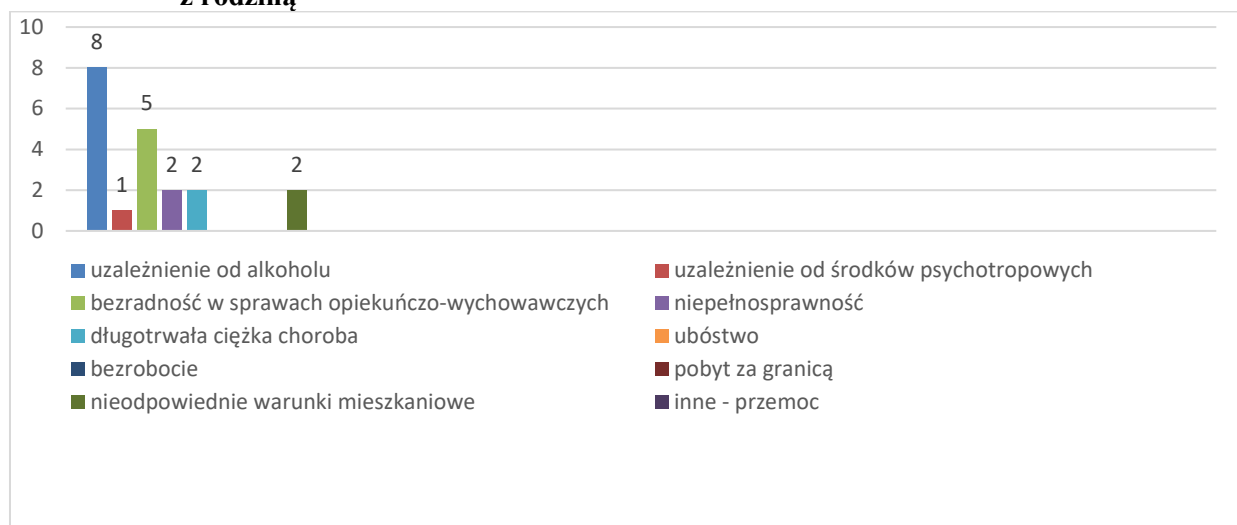 z rodziną
10
8
6
4
2
0
8
1
5
2
2
2
uzależnienie od alkoholu
uzależnienie od środków psychotropowych
bezradność w sprawach opiekuńczo-wychowawczych
niepełnosprawność
długotrwała ciężka choroba
ubóstwo
bezrobocie
pobyt za granicą
nieodpowiednie warunki mieszkaniowe
inne - przemoc